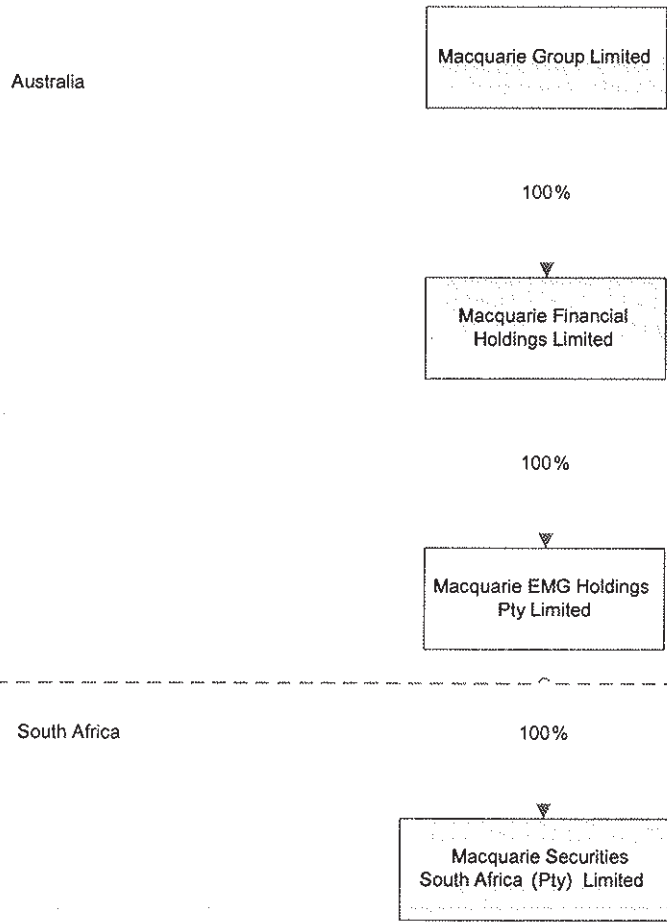 Macquarie Group Limited
Australia
100%
Macquarie Financial
Holdings Limited
100%
Macquarie EMG Holdings
Pty Limited
South Africa
100%
Macquarie Securities
South Africa (Pty) Limited